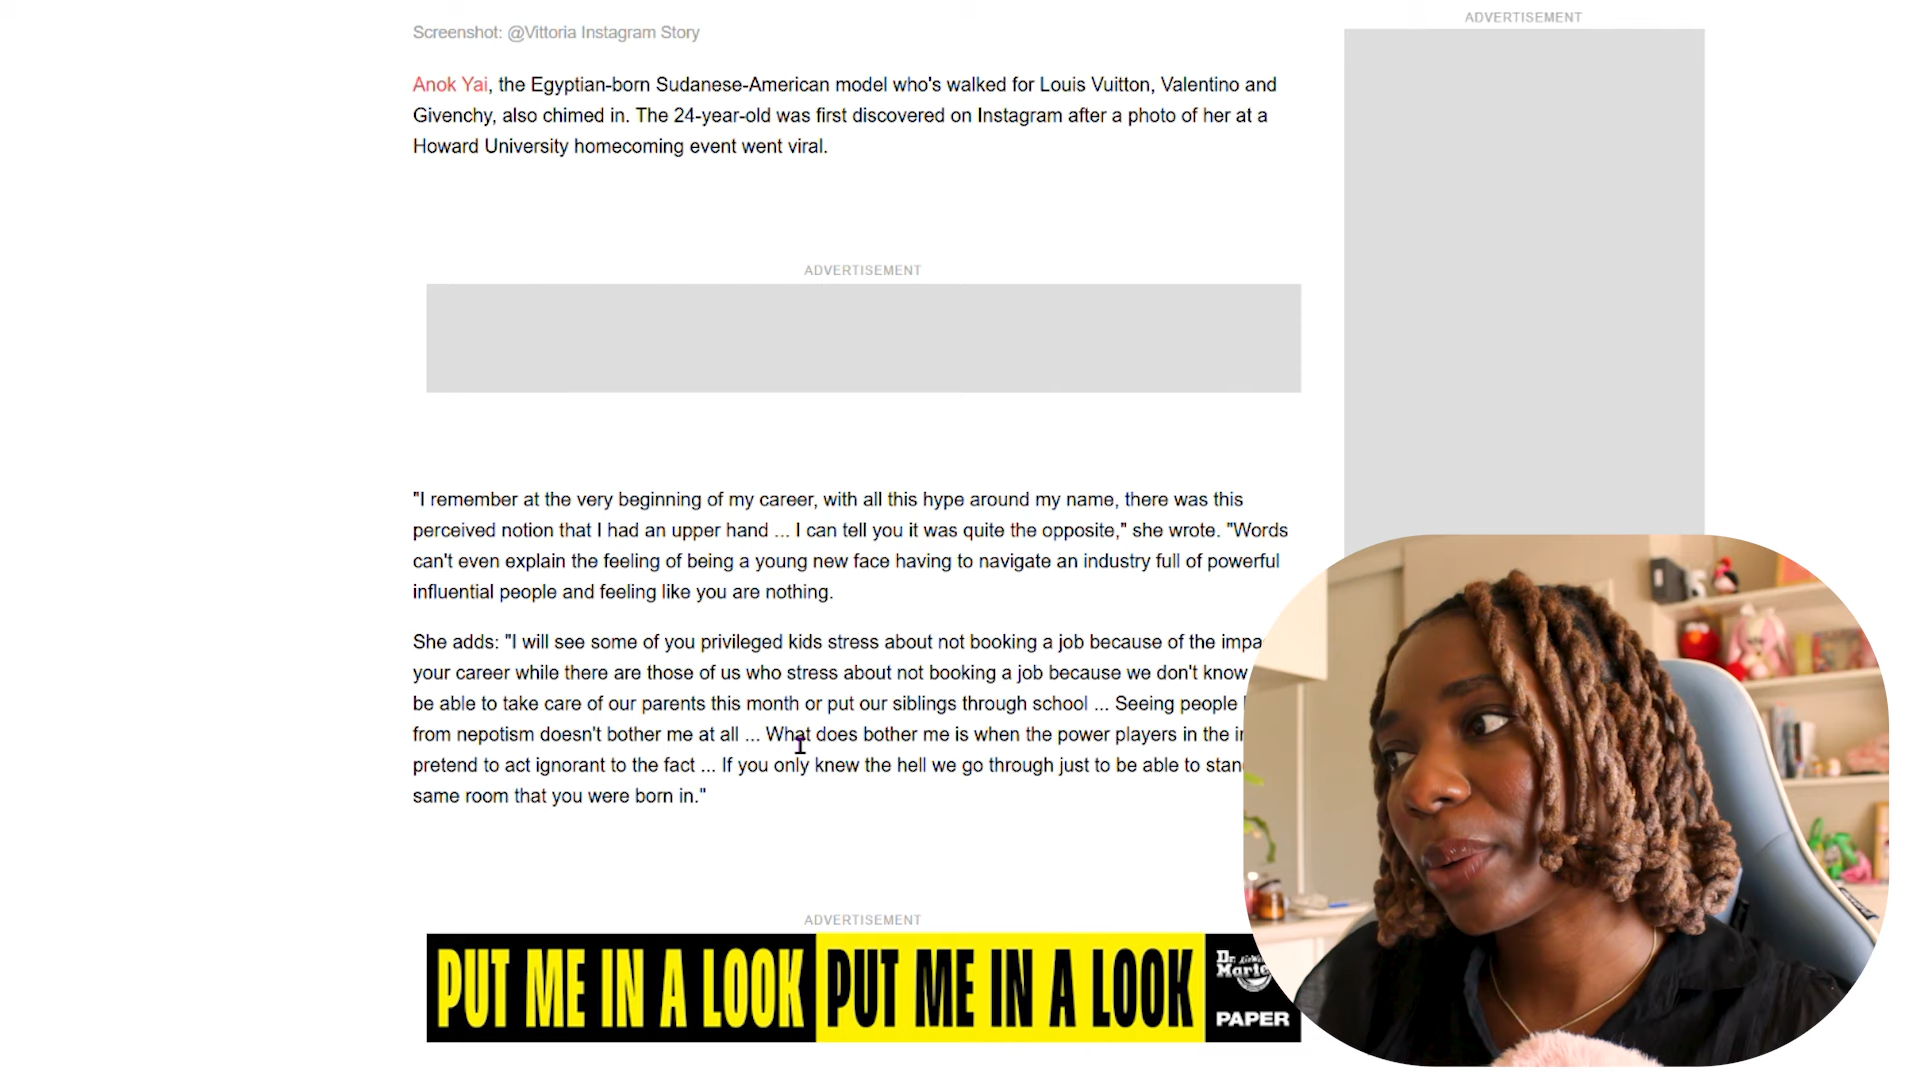 Screenshot: @Vittoria Instagram Story
ADVERTISEMENT
Anok Yai, the Egyptian-born Sudanese-American model who's walked for Louis Vuitton, Valentino and
Givenchy, also chimed in. The 24-year-old was first discovered on Instagram after a photo of her at a
Howard University homecoming event went viral.
ADVERTISEMENT
"I remember at the very beginning of my career, with all this hype around my name, there was this
perceived notion that I had an upper hand ... I can tell you it was quite the opposite," she wrote. "Words
can't even explain the feeling of being a young new face having to navigate an industry full of powerful
influential people and feeling like you are nothing.
She adds: "I will see some of you privileged kids stress about not booking a job because of the
your career while there are those of us who stress about not booking a job because we don't know
be able to take care of our parents this month or put our siblings through school ... Seeing people
from nepotism doesn't bother me at all ... What does bother me is when the power players in the
pretend to act ignorant to the fact ... If you only knew the hell we go through just to be able to
same room that you were born in."
ADVERTISEMENT
PUT ME IN A LOOK PUT ME IN A LOOK
Dr.
PAPER